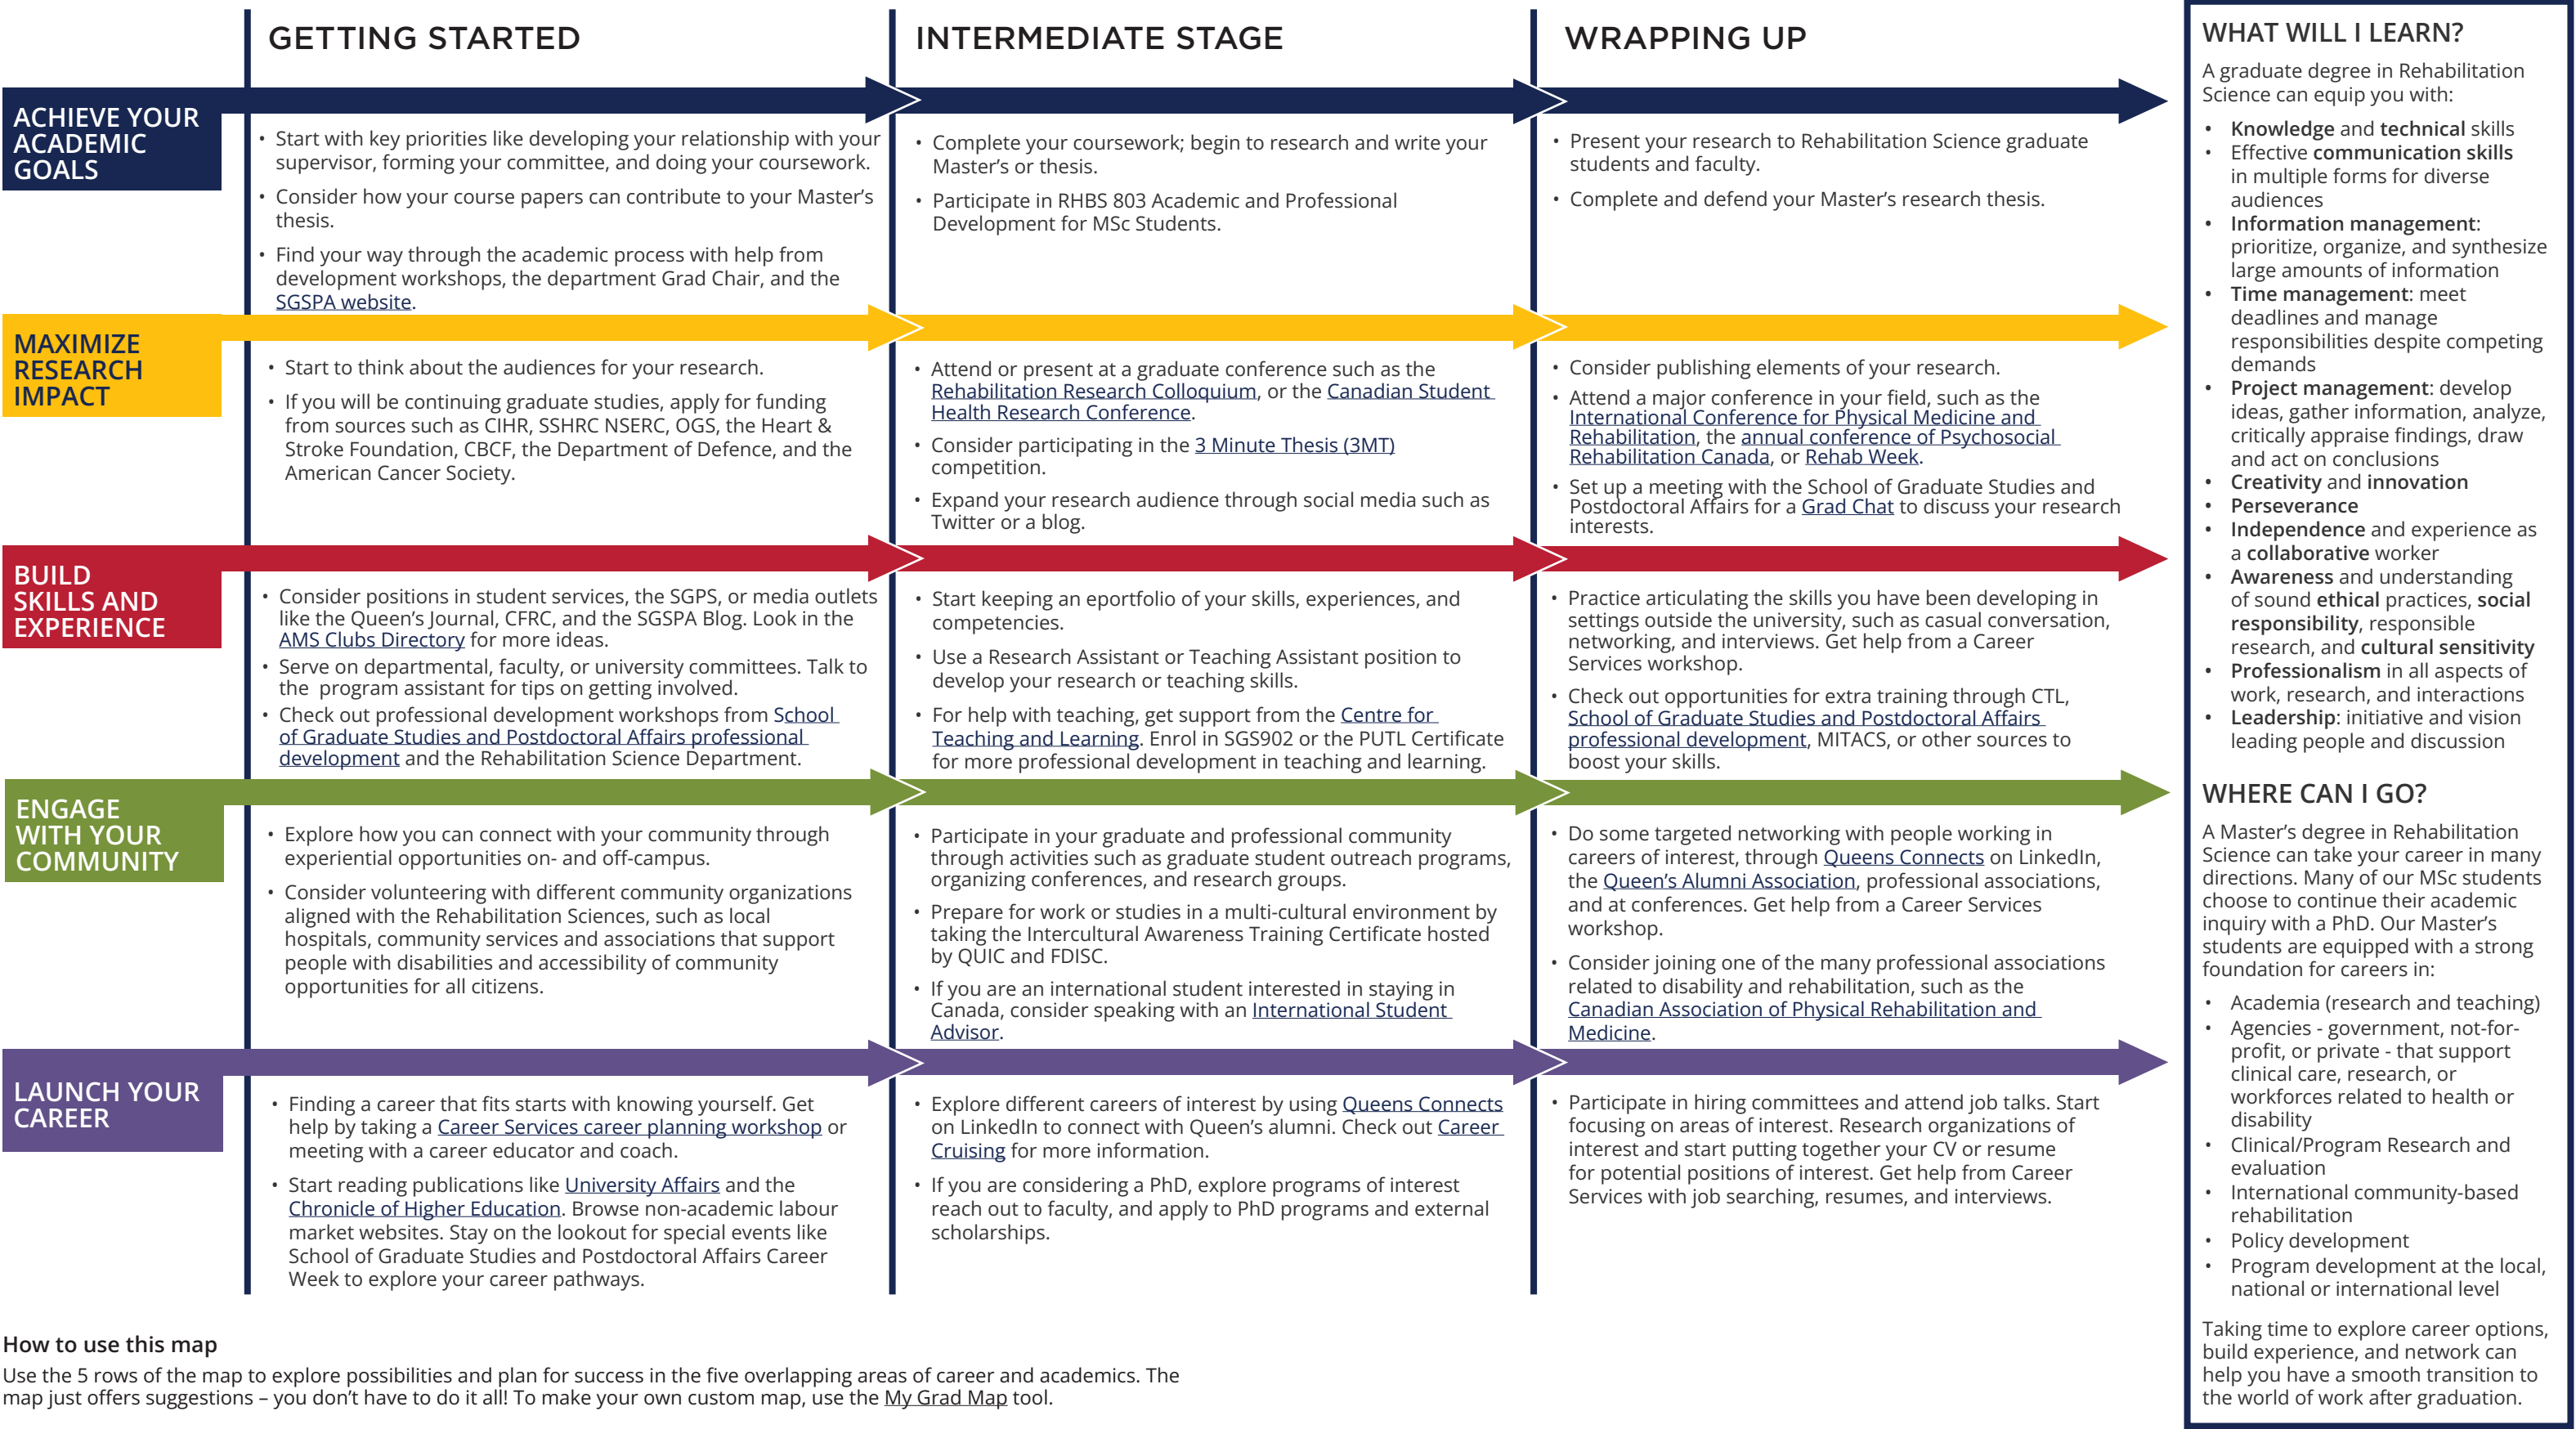 GETTING STARTED
INTERMEDIATE STAGE
WRAPPING UP
ACHIEVE YOUR
ACADEMIC
GOALS
• Start with key priorities like developing your relationship with your
supervisor, forming your committee, and doing your coursework.
• Consider how your course papers can contribute to your Master's
thesis.
• Find your way through the academic process with help from
development workshops, the department Grad Chair, and the
SGSPA website.
• Complete your coursework; begin to research and write your
Master's or thesis.
• Participate in RHBS 803 Academic and Professional
Development for MSc Students.
• Present your research to Rehabilitation Science graduate
students and faculty.
• Complete and defend your Master's research thesis.
MAXIMIZE
RESEARCH
IMPACT
• Start to think about the audiences for your research.
• If you will be continuing graduate studies, apply for funding
from sources such as CIHR, SSHRC NSERC, OGS, the Heart &
Stroke Foundation, CBCF, the Department of Defence, and the
American Cancer Society.
• Attend or present at a graduate conference such as the
Rehabilitation Research Colloquium, or the Canadian Student
Health Research Conference.
• Consider participating in the 3 Minute Thesis (3MT)
competition.
• Expand your research audience through social media such as
Twitter or a blog.
• Consider publishing elements of your research.
• Attend a major conference in your field, such as the
International Conference for Physical Medicine and
Rehabilitation, the annual conference of Psychosocial
Rehabilitation Canada, or Rehab Week.
• Set up a meeting with the School of Graduate Studies and
Postdoctoral Affairs for a Grad Chat to discuss your research
interests.
BUILD
SKILLS AND
EXPERIENCE
• Consider positions in student services, the SGPS, or media outlets
like the Queen's Journal, CFRC, and the SGSPA Blog. Look in the
AMS Clubs Directory for more ideas.
• Serve on departmental, faculty, or university committees. Talk to
the program assistant for tips on getting involved.
• Check out professional development workshops from School
of Graduate Studies and Postdoctoral Affairs professional
development and the Rehabilitation Science Department.
• Start keeping an eportfolio of your skills, experiences, and
competencies.
• Use a Research Assistant or Teaching Assistant position to
develop your research or teaching skills.
• For help with teaching, get support from the Centre for
Teaching and Learning. Enrol in SGS902 or the PUTL Certificate
for more professional development in teaching and learning.
• Practice articulating the skills you have been developing in
settings outside the university, such as casual conversation,
networking, and interviews. Get help from a Career
Services workshop.
• Check out opportunities for extra training through CTL,
School of Graduate Studies and Postdoctoral Affairs
professional development, MITACS, or other sources to
boost your skills.
ENGAGE
WITH YOUR
COMMUNITY
• Explore how you can connect with your community through
experiential opportunities on- and off-campus.
• Consider volunteering with different community organizations
aligned with the Rehabilitation Sciences, such as local
hospitals, community services and associations that support
people with disabilities and accessibility of community
opportunities for all citizens.
• Participate in your graduate and professional community
through activities such as graduate student outreach programs,
organizing conferences, and research groups.
• Prepare for work or studies in a multi-cultural environment by
taking the Intercultural Awareness Training Certificate hosted
by QUIC and FDISC.
• If you are an international student interested in staying in
Canada, consider speaking with an International Student
Advisor.
• Do some targeted networking with people working in
careers of interest, through Queens Connects on LinkedIn,
the Queen's Alumni Association, professional associations,
and at conferences. Get help from a Career Services
workshop.
• Consider joining one of the many professional associations
related to disability and rehabilitation, such as the
Canadian Association of Physical Rehabilitation and
Medicine.
LAUNCH YOUR
CAREER
• Finding a career that fits starts with knowing yourself. Get
help by taking a Career Services career planning workshop or
meeting with a career educator and coach.
• Start reading publications like University Affairs and the
Chronicle of Higher Education. Browse non-academic labour
market websites. Stay on the lookout for special events like
School of Graduate Studies and Postdoctoral Affairs Career
Week to explore your career pathways.
• Explore different careers of interest by using Queens Connects
on LinkedIn to connect with Queen's alumni. Check out Career
Cruising for more information.
• If you are considering a PhD, explore programs of interest
reach out to faculty, and apply to PhD programs and external
scholarships.
• Participate in hiring committees and attend job talks. Start
focusing on areas of interest. Research organizations of
interest and start putting together your CV or resume
for potential positions of interest. Get help from Career
Services with job searching, resumes, and interviews.
How to use this map
Use the 5 rows of the map to explore possibilities and plan for success in the five overlapping areas of career and academics. The
map just offers suggestions – you don't have to do it all! To make your own custom map, use the My Grad Map tool.
WHAT WILL I LEARN?
A graduate degree in Rehabilitation
Science can equip you with:
• Knowledge and technical skills
• Effective communication skills
in multiple forms for diverse
audiences
• Information management:
prioritize, organize, and synthesize
large amounts of information
• Time management: meet
deadlines and manage
responsibilities despite competing
demands
• Project management: develop
ideas, gather information, analyze,
critically appraise findings, draw
and act on conclusions
• Creativity and innovation
• Perseverance
• Independence and experience as
a collaborative worker
• Awareness and understanding
of sound ethical practices, social
responsibility, responsible
research, and cultural sensitivity
• Professionalism in all aspects of
work, research, and interactions
• Leadership: initiative and vision
leading people and discussion
WHERE CAN I GO?
A Master's degree in Rehabilitation
Science can take your career in many
directions. Many of our MSc students
choose to continue their academic
inquiry with a PhD. Our Master's
students are equipped with a strong
foundation for careers in:
• Academia (research and teaching)
• Agencies - government, not-for-
profit, or private - that support
clinical care, research, or
workforces related to health or
disability
• Clinical/Program Research and
evaluation
• International community-based
rehabilitation
• Policy development
• Program development at the local,
national or international level
Taking time to explore career options,
build experience, and network can
help you have a smooth transition to
the world of work after graduation.